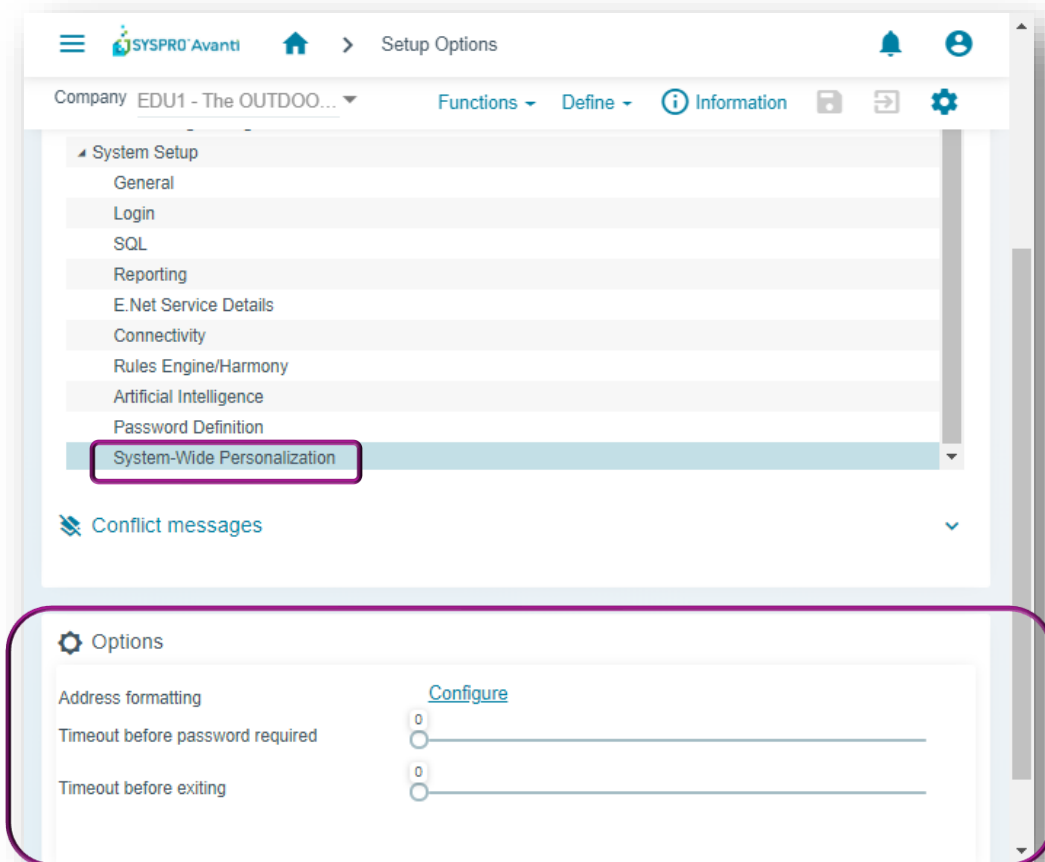 SYSPRO Avanti > Setup Options
Company EDU1 - The OUTDOO... Functions Define Information
System Setup
General
Login
SQL
Reporting
E.Net Service Details
Connectivity
Rules Engine/Harmony
Artificial Intelligence
Password Definition
System-Wide Personalization
Conflict messages
Options
Address formatting Configure
0
Timeout before password required
0
Timeout before exiting